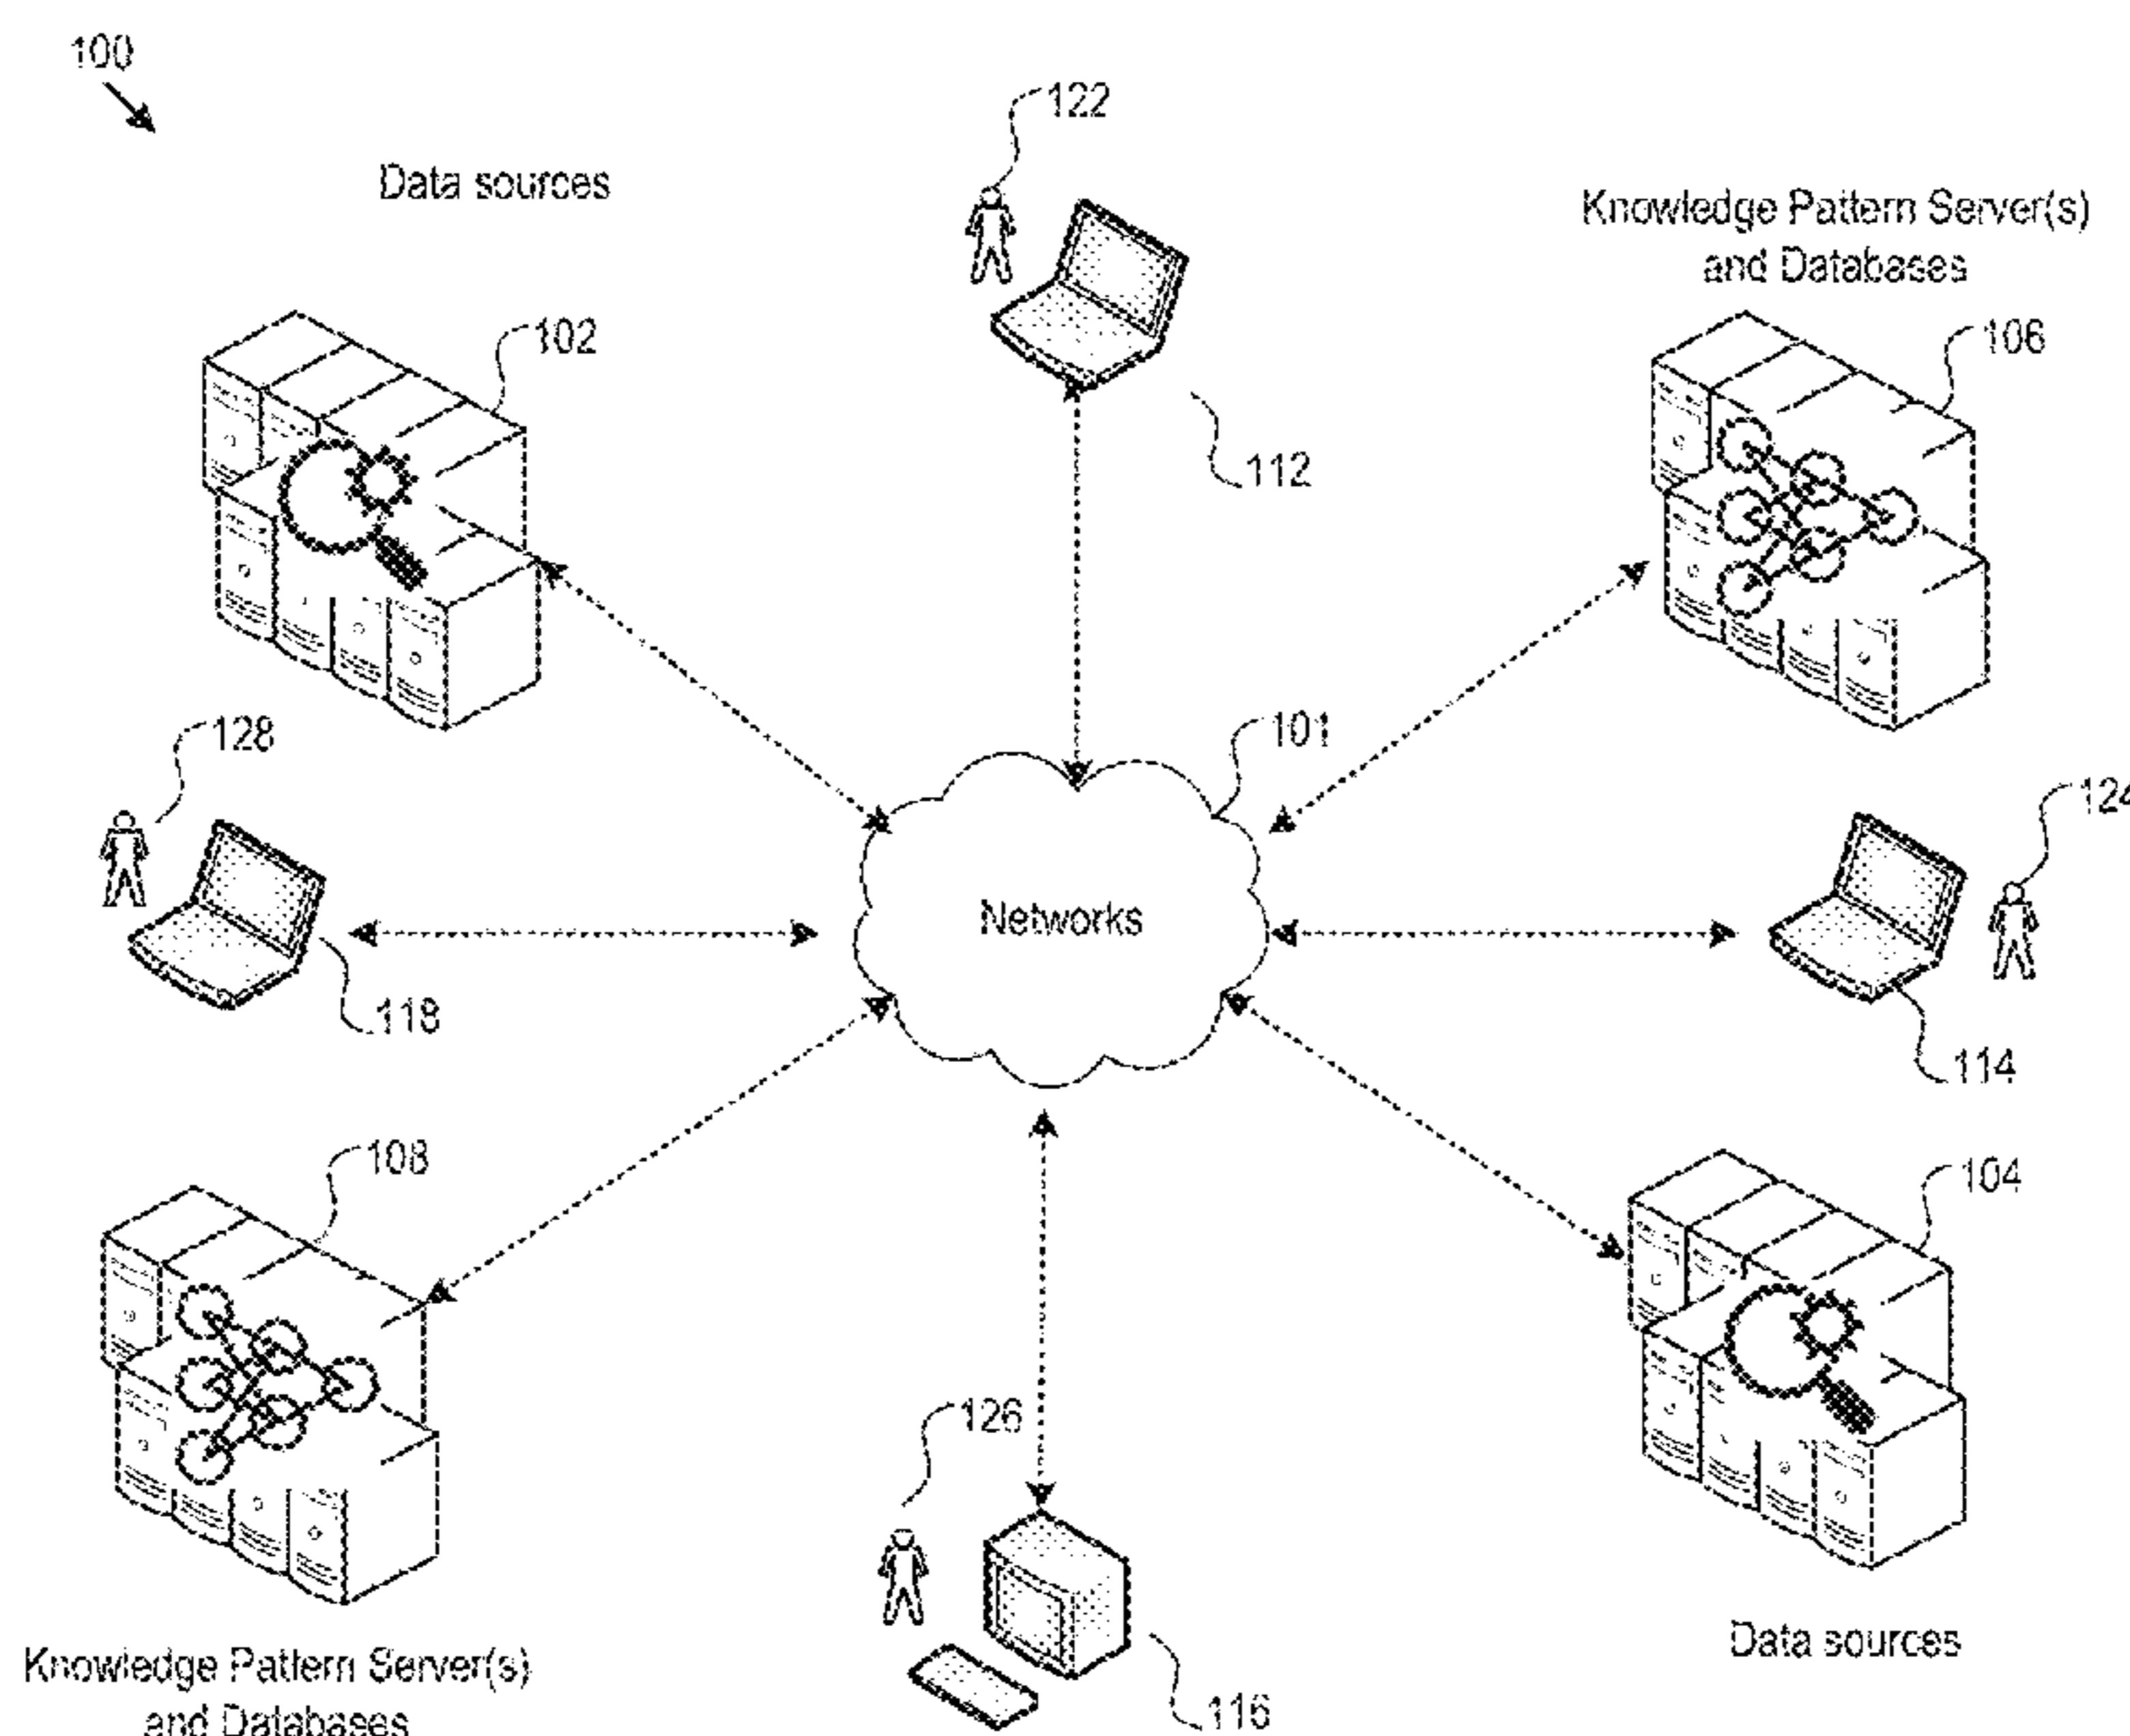 100
122
Data sources
Knowledge Pattern Server(s)
and Databases
102
106
112
128
101
124
Networks
118
114
108
104
126
Data sources
Knowledge Pattern Server(s)
and Databases
116